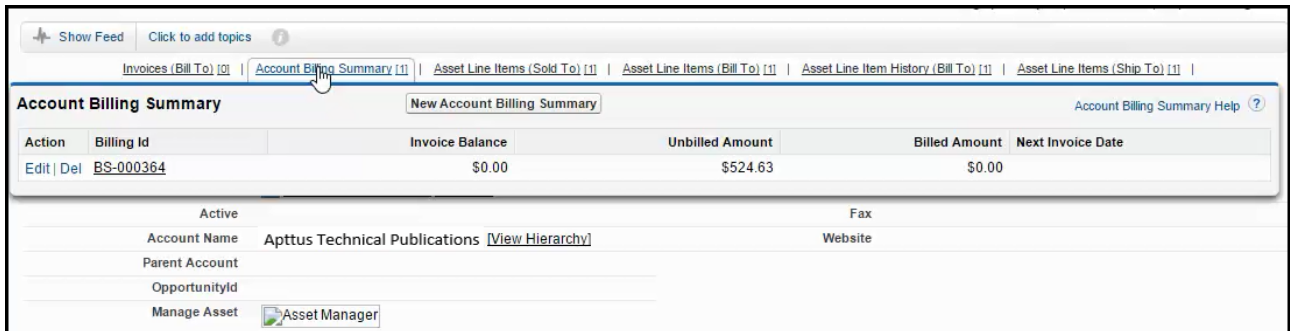 Show Feed Click to add topics
Invoices (Bill To) [0] | Account Billing Summary [1] | Asset Line Items (Sold To) [1] | Asset Line Items (Bill To) [1] | Asset Line Item History (Bill To) [1] | Asset Line Items (Ship To) [1] |
Account Billing Summary New Account Billing Summary Account Billing Summary Help ?
Action Billing Id Invoice Balance Unbilled Amount Billed Amount Next Invoice Date
Edit | Del BS-000364 $0.00 $524.63 $0.00
Active Fax
Account Name Apttus Technical Publications [View Hierarchy] Website
Parent Account
OpportunityId
Manage Asset Asset Manager